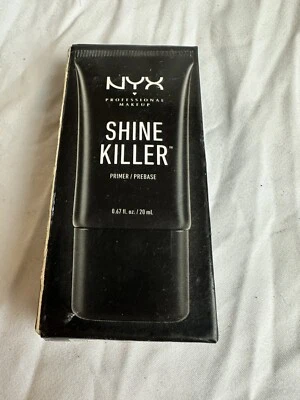 NYX
PROFESSIONAL
MAKEUP
SHINE
KILLER™
PRIMER / PREBASE
0.67 fl. oz. / 20 mL